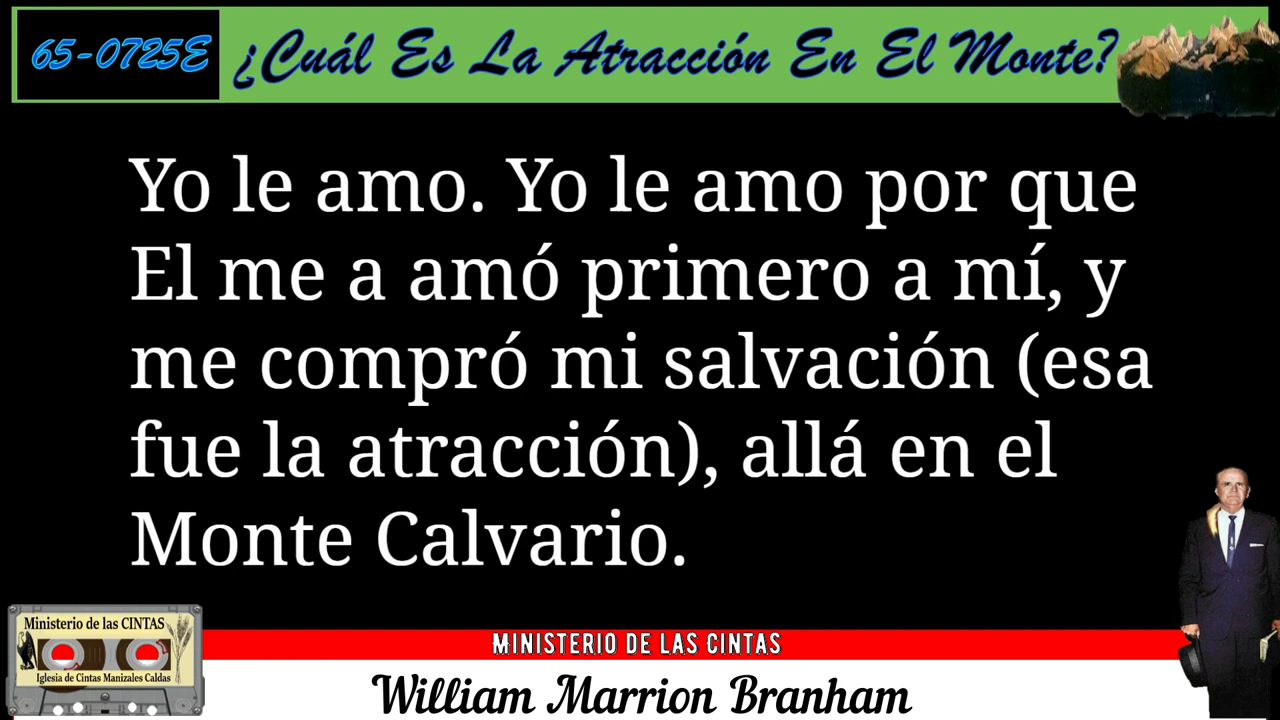 65-0725E ¿Cuál Es La Atracción En El Monte?
Yo le amo. Yo le amo por que
El me a amó primero a mí, y
me compró mi salvación (esa
fue la atracción), allá en el
Monte Calvario.
Ministerio de las CINTAS
Iglesia de Cintas Manizales Caldas
MINISTERIO DE LAS CINTAS
William Marrion Branham